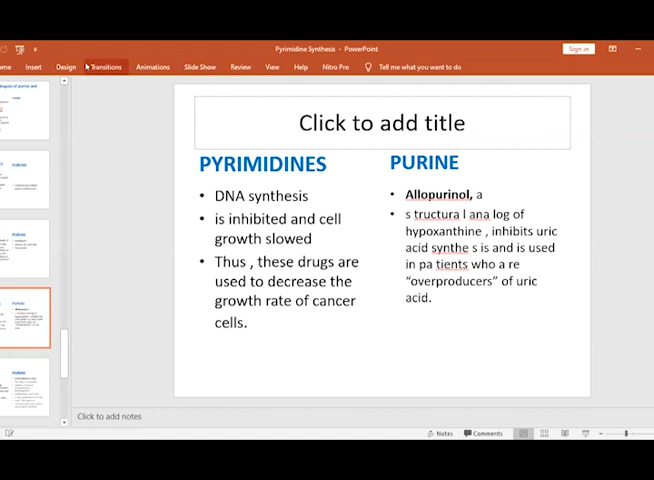 Pyrimidine Synthesis - PowerPoint
Sign in
Insert Design Transitions Animations Slide Show Review View Help Nitro Pro Tell me what you want to do
PURINE
PURINE
PURINE
PURINE
Click to add title
PYRIMIDINES
• DNA synthesis
• is inhibited and cell
growth slowed
• Thus , these drugs are
used to decrease the
growth rate of cancer
cells.
PURINE
• Allopurinol, a
• s tructura l ana log of
hypoxanthine , inhibits uric
acid synthe s is and is used
in pa tients who a re
“overproducers” of uric
acid.
Click to add notes
Notes Comments